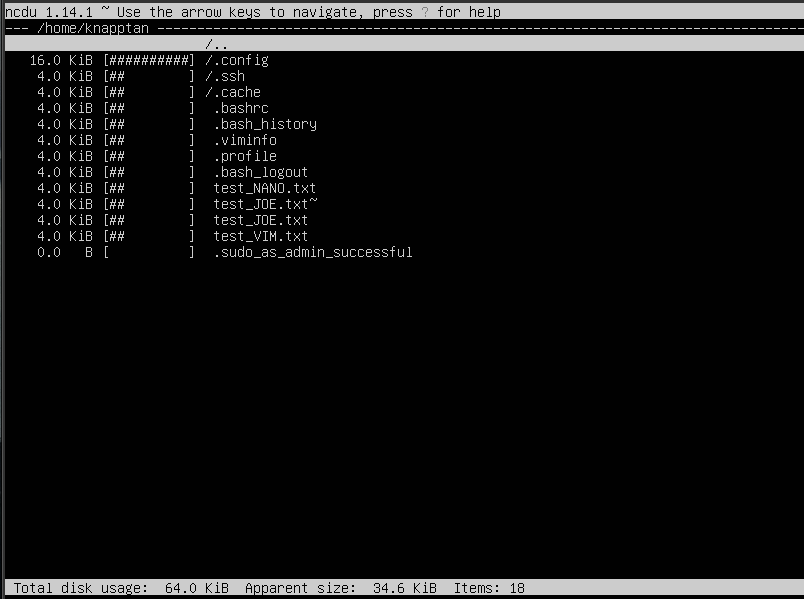 ncdu 1.14.1 ~ Use the arrow keys to navigate, press ? for help
--- /home/knapptan ----------------------------------------------------------------------------------
/..
16.0 KiB [##########] /.config
4.0 KiB [##        ] /.ssh
4.0 KiB [##        ] /.cache
4.0 KiB [##        ]  .bashrc
4.0 KiB [##        ]  .bash_history
4.0 KiB [##        ]  .viminfo
4.0 KiB [##        ]  .profile
4.0 KiB [##        ]  .bash_logout
4.0 KiB [##        ]  test_NANO.txt
4.0 KiB [##        ]  test_JOE.txt~
4.0 KiB [##        ]  test_JOE.txt
4.0 KiB [##        ]  test_VIM.txt
0.0   B [          ]  .sudo_as_admin_successful
Total disk usage:  64.0 KiB  Apparent size:  34.6 KiB  Items: 18